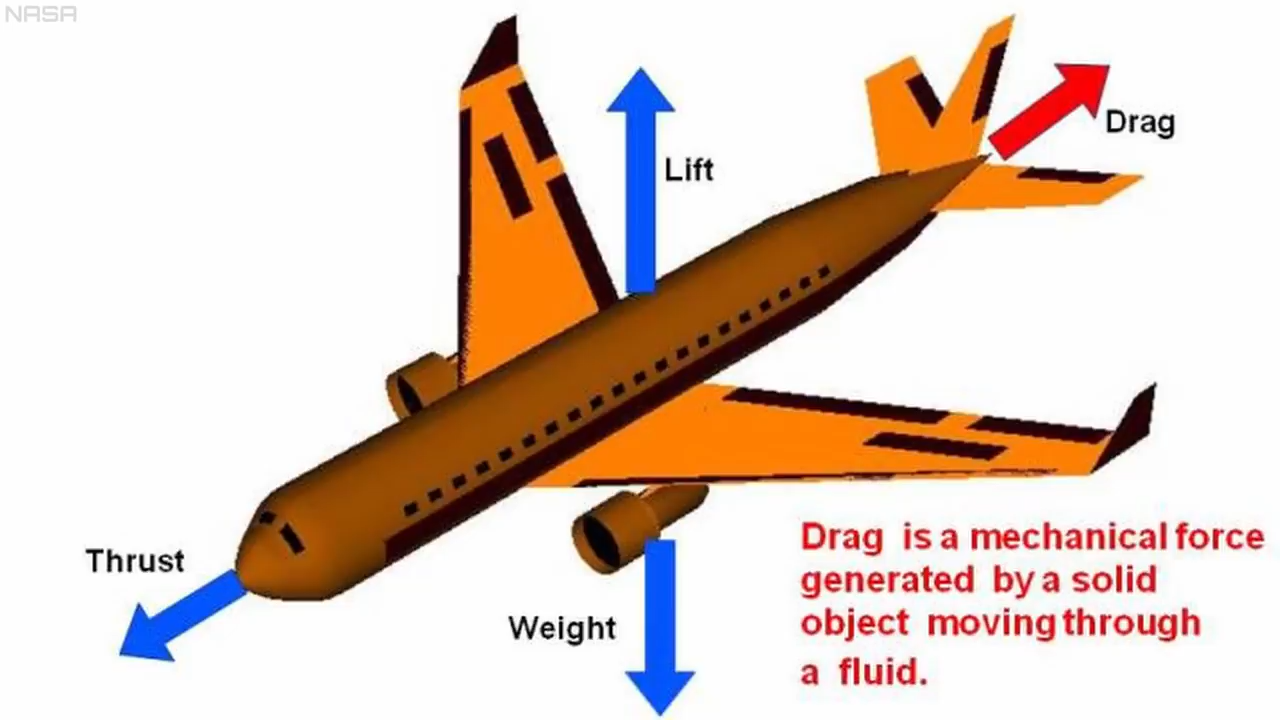 NASA
Lift
Drag
Thrust
Weight
Drag is a mechanical force
generated by a solid
object moving through
a fluid.